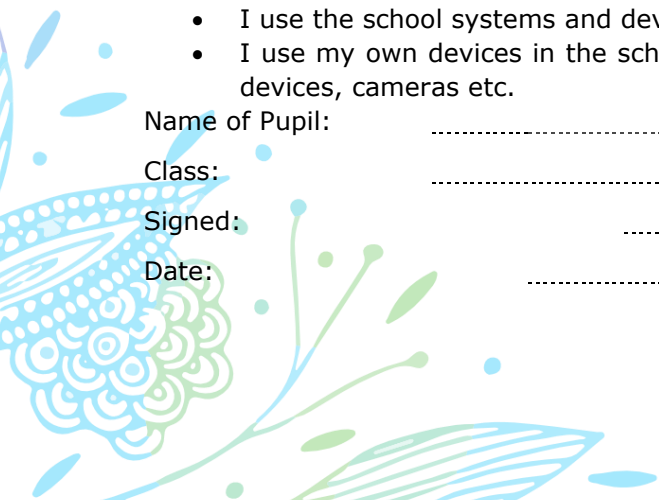 • I use the school systems and dev
• I use my own devices in the sch
devices, cameras etc.
Name of Pupil:
Class:
Signed:
Date: